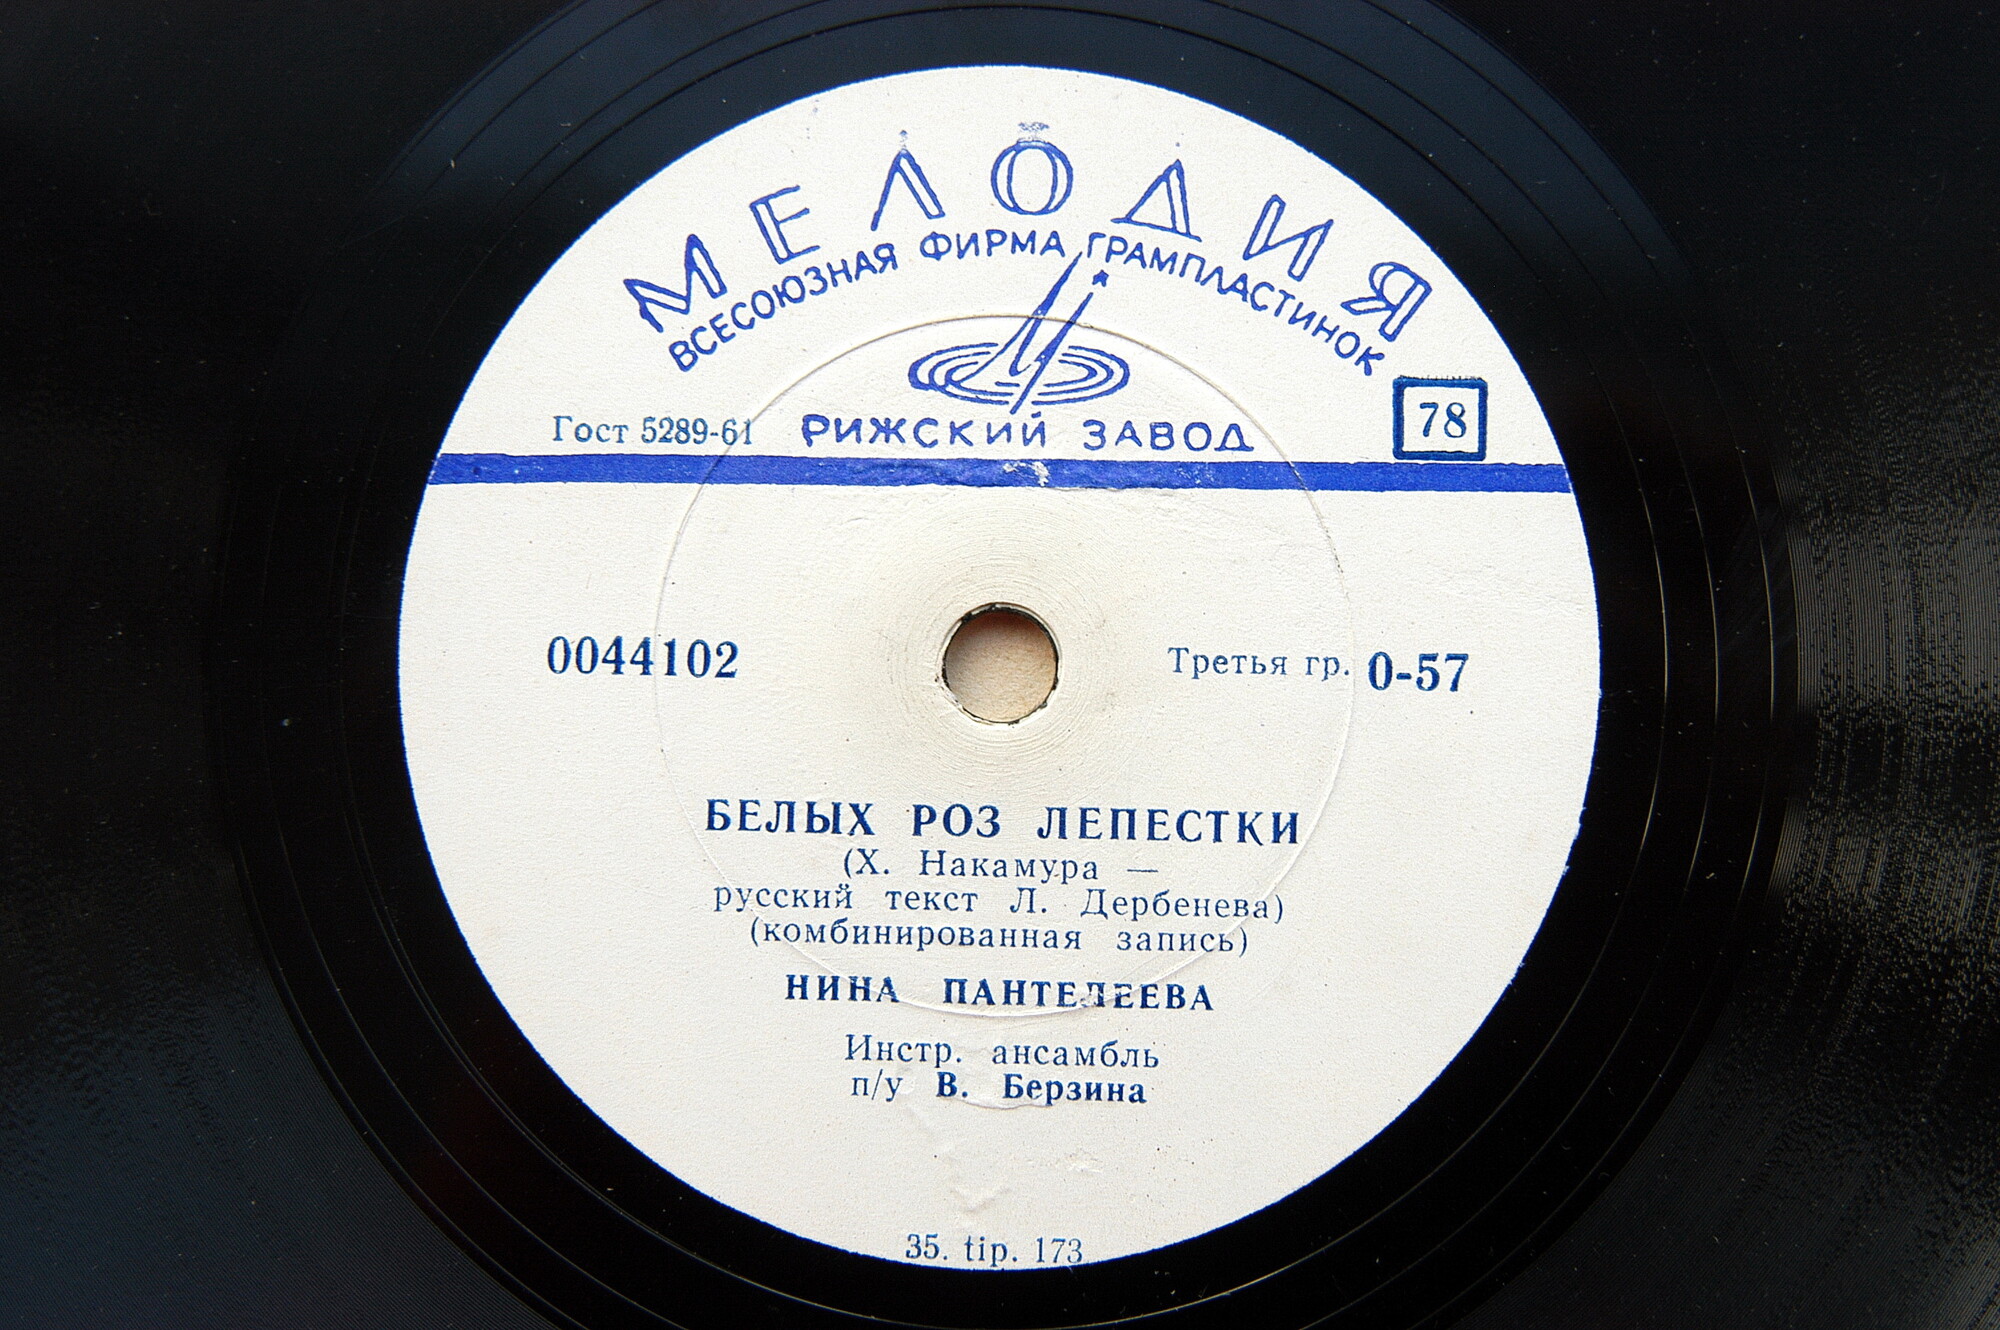 МЕЛОДИЯ
ВСЕСОЮЗНАЯ ФИРМА ГРАМПЛАСТИНОК
Гост 5289-61 РИЖСКИЙ ЗАВОД 78
0044102 Третья гр. 0-57
БЕЛЫХ РОЗ ЛЕПЕСТКИ
(Х. Накамура —
русский текст Л. Дербенева)
(комбинированная запись)
НИНА ПАНТЕЛЕЕВА
Инстр. ансамбль
п/у В. Берзина
35. tip. 173